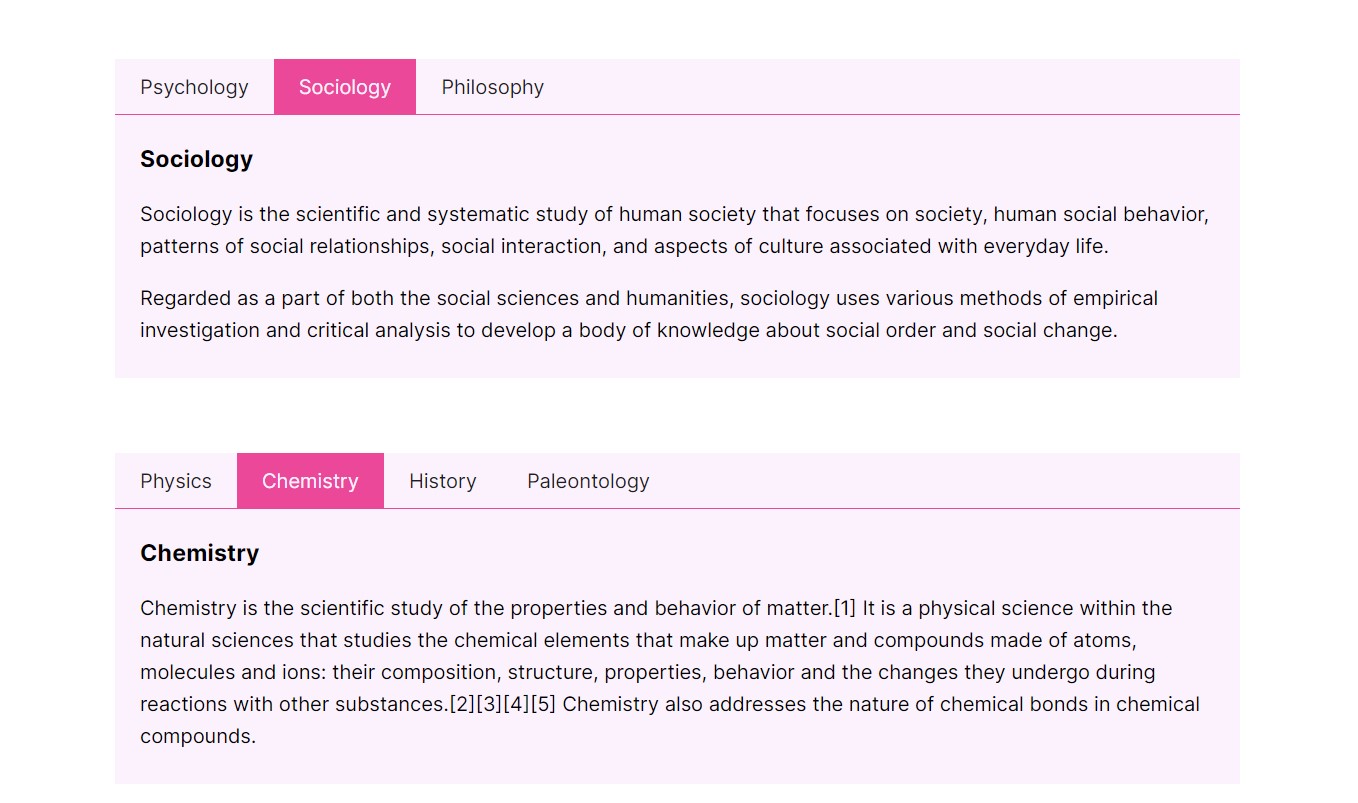 Psychology Sociology Philosophy
Sociology
Sociology is the scientific and systematic study of human society that focuses on society, human social behavior,
patterns of social relationships, social interaction, and aspects of culture associated with everyday life.
Regarded as a part of both the social sciences and humanities, sociology uses various methods of empirical
investigation and critical analysis to develop a body of knowledge about social order and social change.
Physics Chemistry History Paleontology
Chemistry
Chemistry is the scientific study of the properties and behavior of matter.[1] It is a physical science within the
natural sciences that studies the chemical elements that make up matter and compounds made of atoms,
molecules and ions: their composition, structure, properties, behavior and the changes they undergo during
reactions with other substances.[2][3][4][5] Chemistry also addresses the nature of chemical bonds in chemical
compounds.